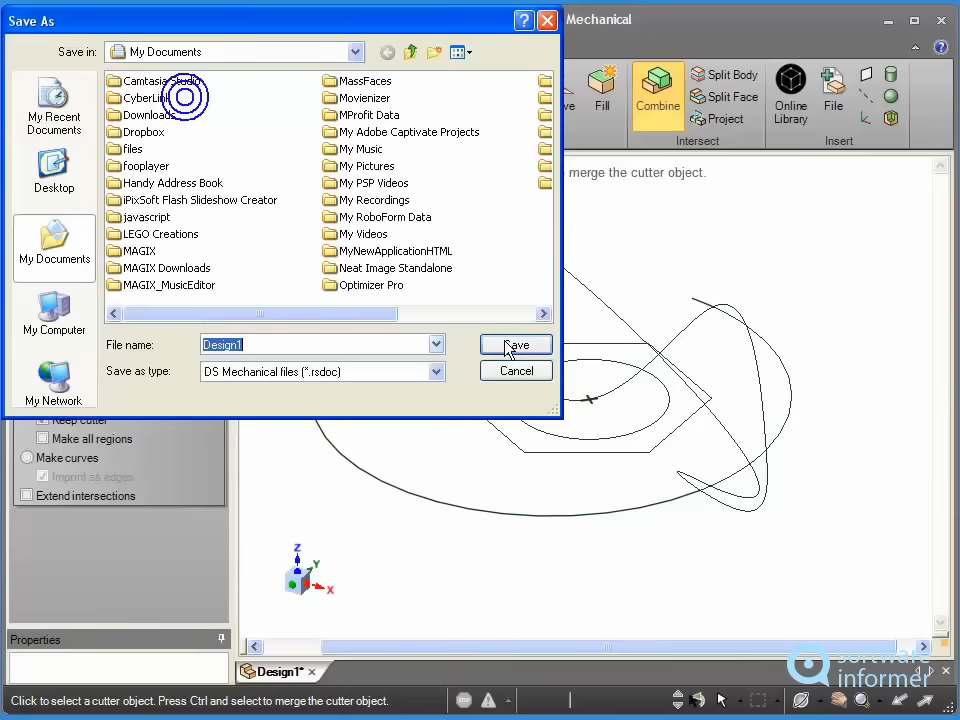 Save As
Mechanical
Save in:
My Documents
My Recent
Documents
Desktop
My Documents
My Computer
My Network
Camtasia Studio
CyberLink
Downloads
Dropbox
files
fooplayer
Handy Address Book
iPixSoft Flash Slideshow Creator
javascript
LEGO Creations
MAGIX
MAGIX Downloads
MAGIX_MusicEditor
MassFaces
Movienizer
MProfit Data
My Adobe Captivate Projects
My Music
My Pictures
My PSP Videos
My Recordings
My RoboForm Data
My Videos
MyNewApplicationHTML
Neat Image Standalone
Optimizer Pro
File name:
Design1
Save
Save as type:
DS Mechanical files (*.rsdoc)
Cancel
Fill
Combine
Split Body
Split Face
Project
Intersect
Online
Library
File
Insert
merge the cutter object.
Keep cutter
Make all regions
Make curves
Imprint as edges
Extend intersections
Z
Y
X
Properties
Design1*
software
informer
Click to select a cutter object. Press Ctrl and select to merge the cutter object.